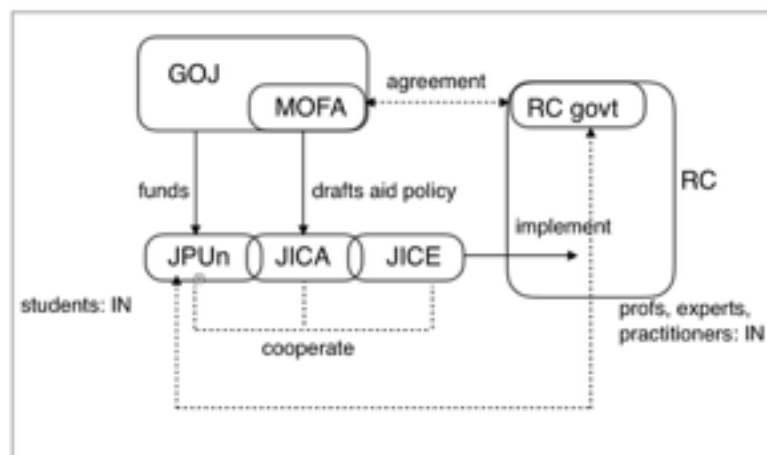 GOJ
MOFA
agreement
RC govt
RC
funds
drafts aid policy
implement
JPUn
JICA
JICE
students: IN
cooperate
profs, experts,
practitioners: IN